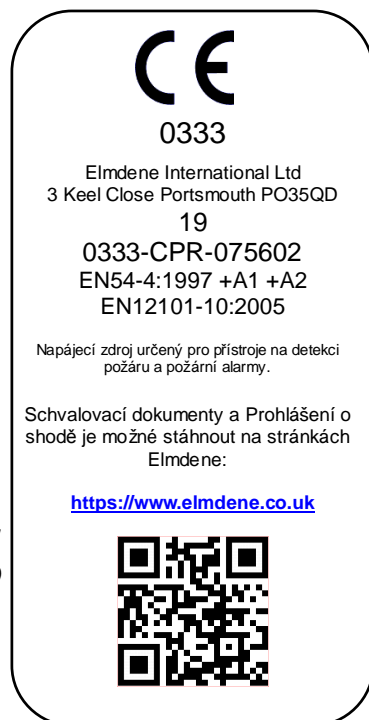 CE
0333
Elmdene International Ltd
3 Keel Close Portsmouth PO35QD
19
0333-CPR-075602
EN54-4:1997 +A1 +A2
EN12101-10:2005
Napájecí zdroj určený pro přístroje na detekci
požáru a požární alarmy.
Schvalovací dokumenty a Prohlášení o
shodě je možné stáhnout na stránkách
Elmdene:
https://www.elmdene.co.uk